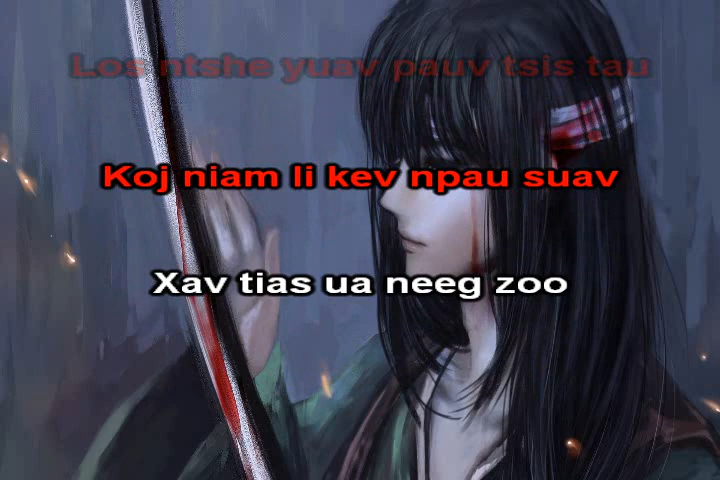 Los ntshe yuav pauv tsis tau
Koj niam li kev npau suav
Xav tias ua neeg zoo